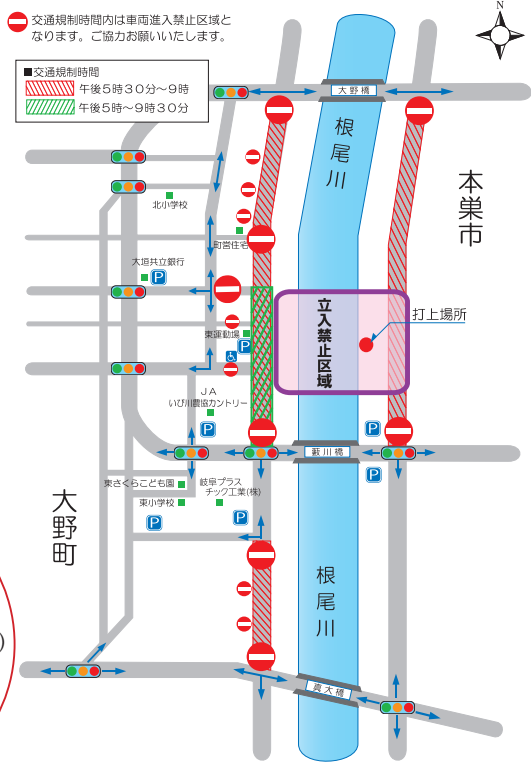 交通規制時間内は車両進入禁止区域と
なります。ご協力お願いいたします。
N
■交通規制時間
午後5時30分〜9時
午後5時〜9時30分
大野橋
根尾川
本巣市
北小学校
町営住宅
大垣共立銀行
P
立入禁止区域
打上場所
東運動場
P
JA
いび川農協カントリー
P
P
藪川橋
P
東さくらこども園
東小学校
岐阜プラス
チック工業(株)
P
P
大野町
根尾川
真大橋
)